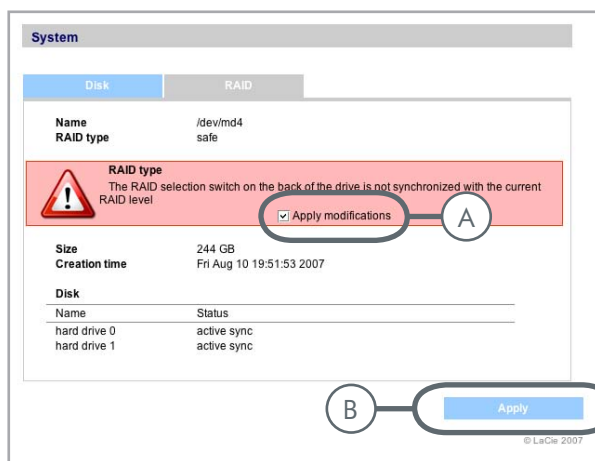 System
Disk RAID
Name /dev/md4
RAID type safe
RAID type
The RAID selection switch on the back of the drive is not synchronized with the current
RAID level
Apply modifications
A
Size 244 GB
Creation time Fri Aug 10 19:51:53 2007
Disk
Name Status
hard drive 0 active sync
hard drive 1 active sync
B
Apply
© LaCie 2007